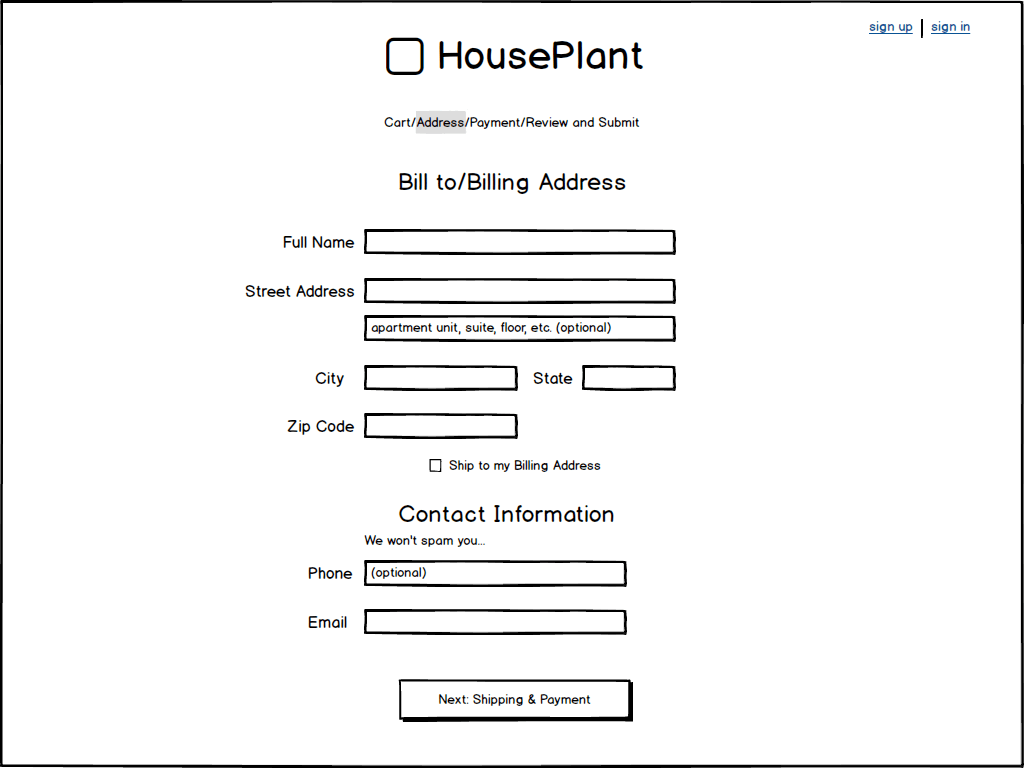 sign up | sign in
HousePlant
Cart/Address/Payment/Review and Submit
Bill to/Billing Address
Full Name
Street Address
apartment unit, suite, floor, etc. (optional)
City State
Zip Code
Ship to my Billing Address
Contact Information
We won't spam you...
Phone (optional)
Email
Next: Shipping & Payment